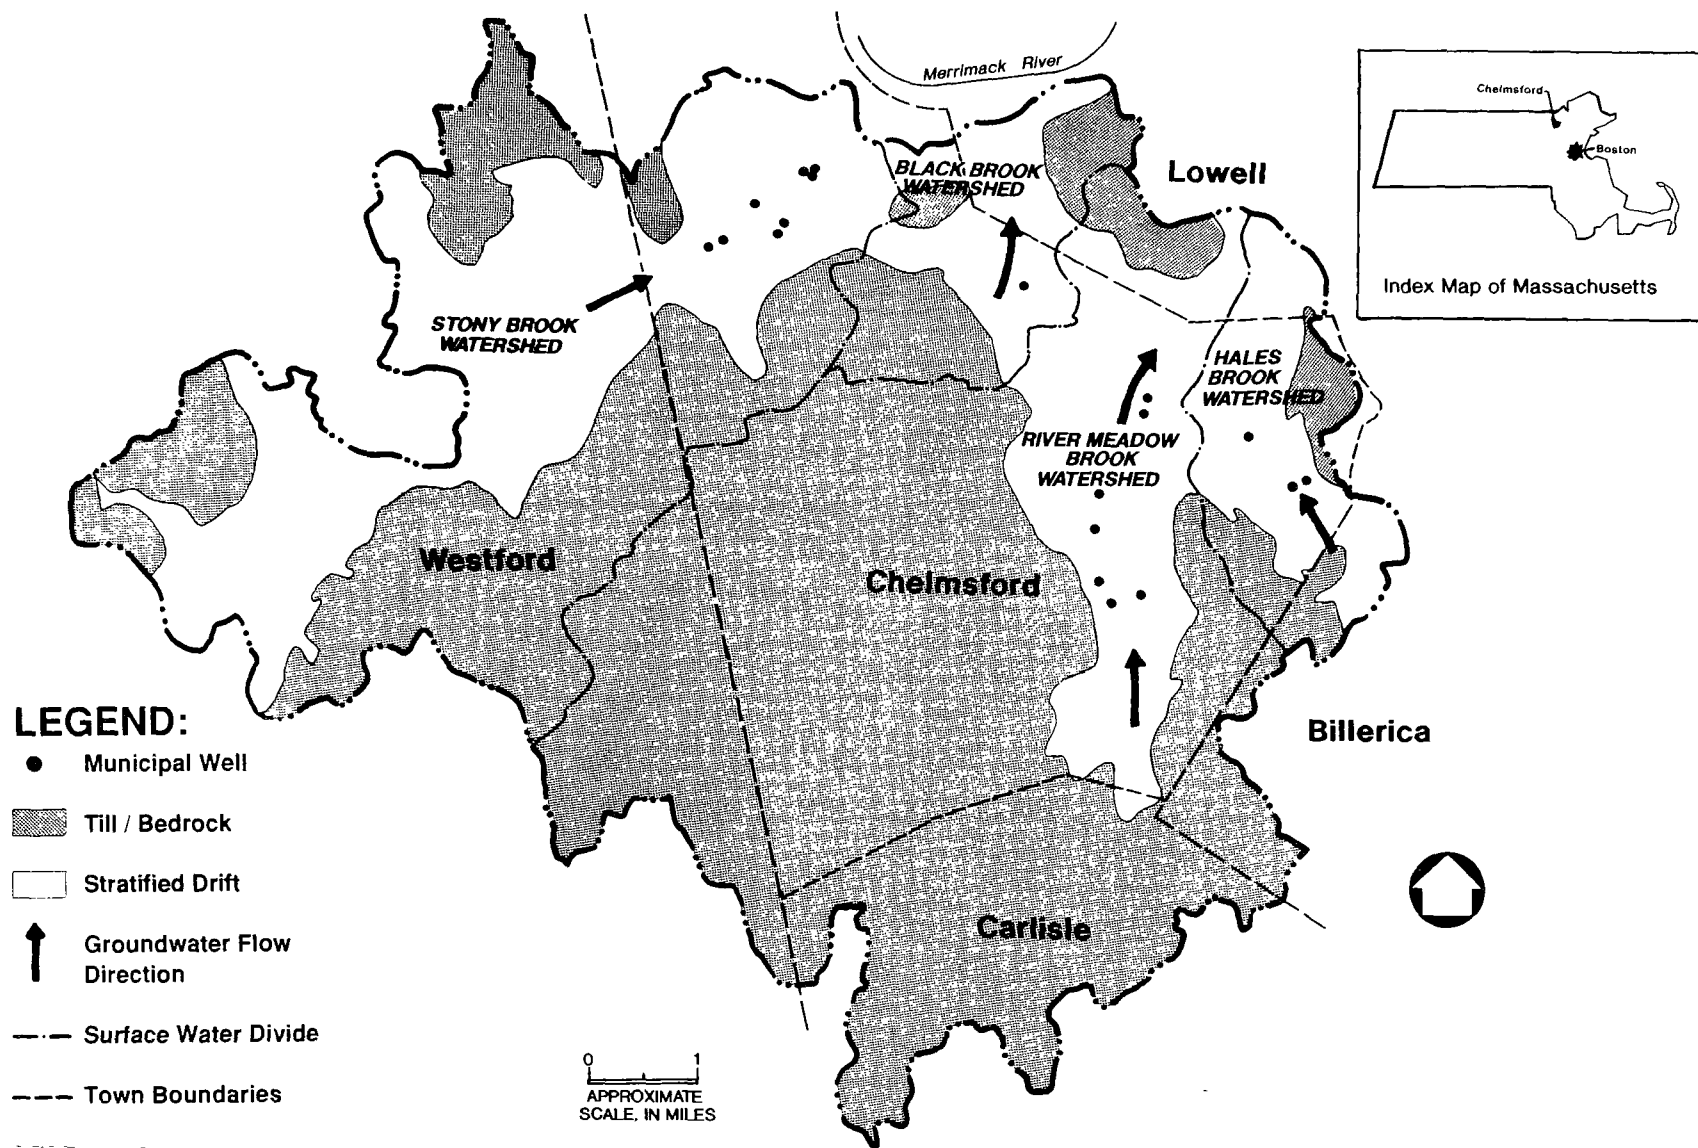 Merrimack River
Chelmsford
Boston
Index Map of Massachusetts
BLACK BROOK
WATERSHED
Lowell
STONY BROOK
WATERSHED
HALES
BROOK
WATERSHED
RIVER MEADOW
BROOK
WATERSHED
Westford
Chelmsford
Billerica
Carlisle
LEGEND:
Municipal Well
Till / Bedrock
Stratified Drift
Groundwater Flow
Direction
Surface Water Divide
Town Boundaries
0 1
APPROXIMATE
SCALE, IN MILES